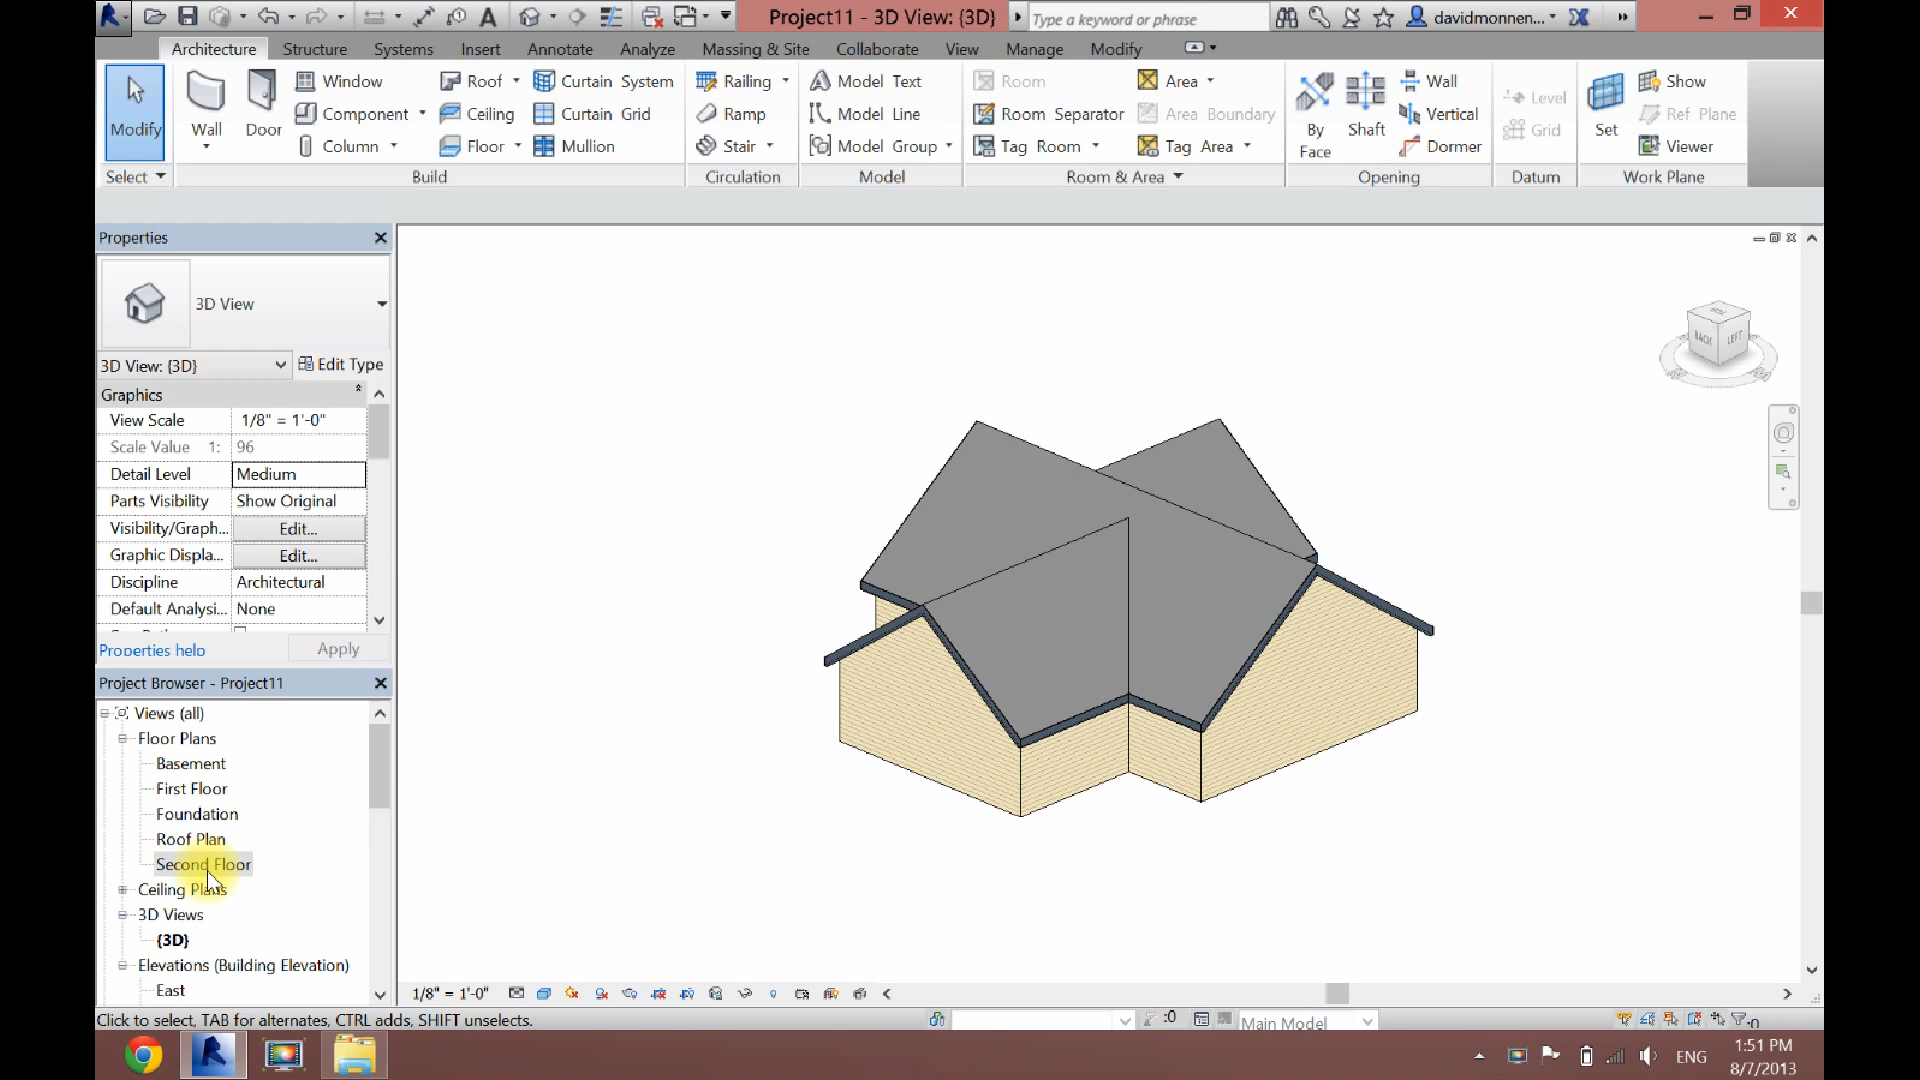 Project11 - 3D View: {3D}
Type a keyword or phrase
davidmonnen...
Architecture Structure Systems Insert Annotate Analyze Massing & Site Collaborate View Manage Modify
Modify
Select
Wall
Door
Window
Component
Column
Roof
Ceiling
Floor
Curtain System
Curtain Grid
Mullion
Build
Railing
Ramp
Stair
Circulation
Model Text
Model Line
Model Group
Model
Room
Room Separator
Tag Room
Area
Area Boundary
Tag Area
Room & Area
By Face
Shaft
Wall
Vertical
Dormer
Opening
Level
Grid
Datum
Set
Show
Ref Plane
Viewer
Work Plane
Properties
3D View
3D View: {3D}
Edit Type
Graphics
View Scale 1/8" = 1'-0"
Scale Value 1: 96
Detail Level Medium
Parts Visibility Show Original
Visibility/Graph... Edit...
Graphic Displa... Edit...
Discipline Architectural
Default Analysi... None
Properties help
Apply
Project Browser - Project11
Views (all)
Floor Plans
Basement
First Floor
Foundation
Roof Plan
Second Floor
Ceiling Plans
3D Views
{3D}
Elevations (Building Elevation)
East
BACK LEFT
1/8" = 1'-0"
Click to select, TAB for alternates, CTRL adds, SHIFT unselects.
:0
Main Model
:0
ENG
1:51 PM
8/7/2013